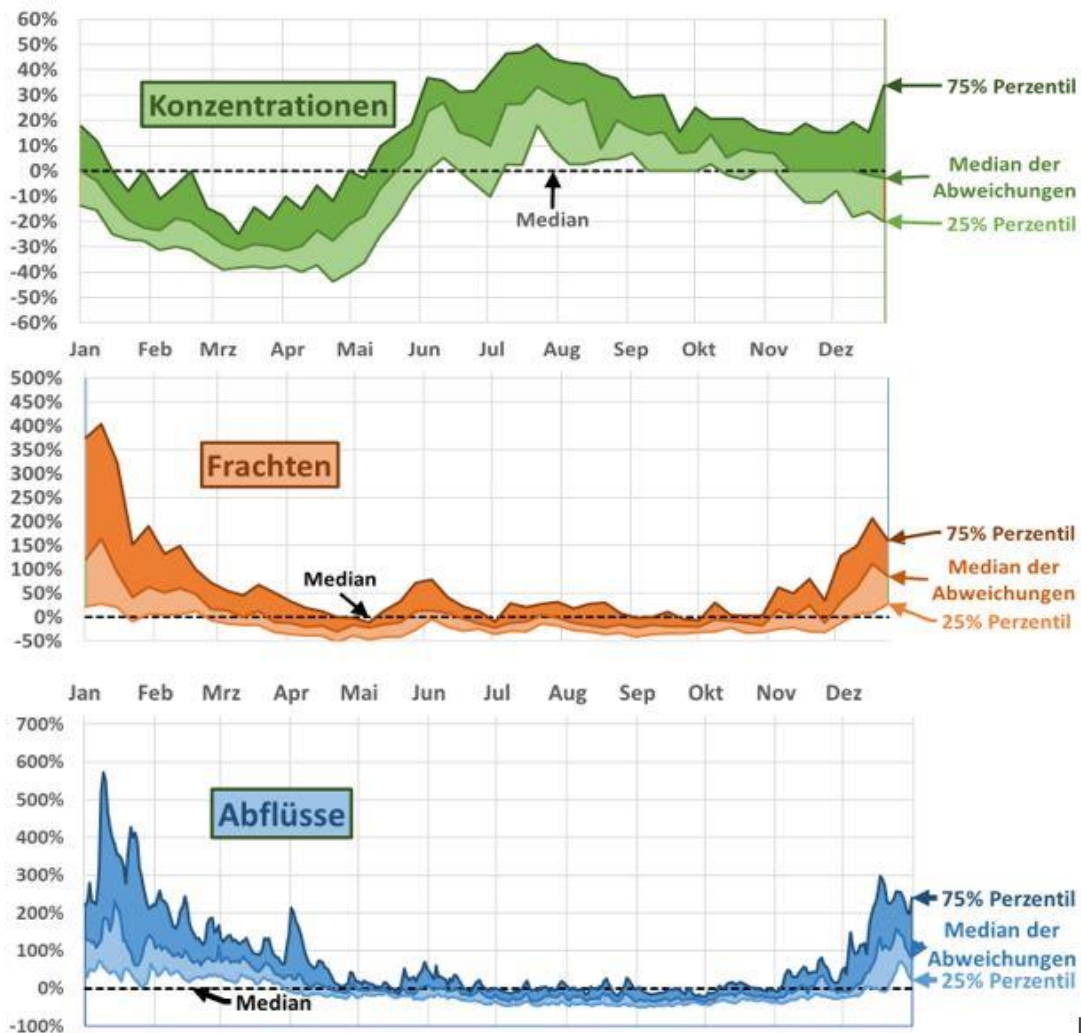 60%
50%
40%
30%
20%
10%
0%
-10%
-20%
-30%
-40%
-50%
-60%
Konzentrationen
Median
75% Perzentil
Median der
Abweichungen
25% Perzentil
Jan Feb Mrz Apr Mai Jun Jul Aug Sep Okt Nov Dez
500%
450%
400%
350%
300%
250%
200%
150%
100%
50%
0%
-50%
Frachten
Median
75% Perzentil
Median der
Abweichungen
25% Perzentil
Jan Feb Mrz Apr Mai Jun Jul Aug Sep Okt Nov Dez
700%
600%
500%
400%
300%
200%
100%
0%
-100%
Abflüsse
Median
75% Perzentil
Median der
Abweichungen
25% Perzentil